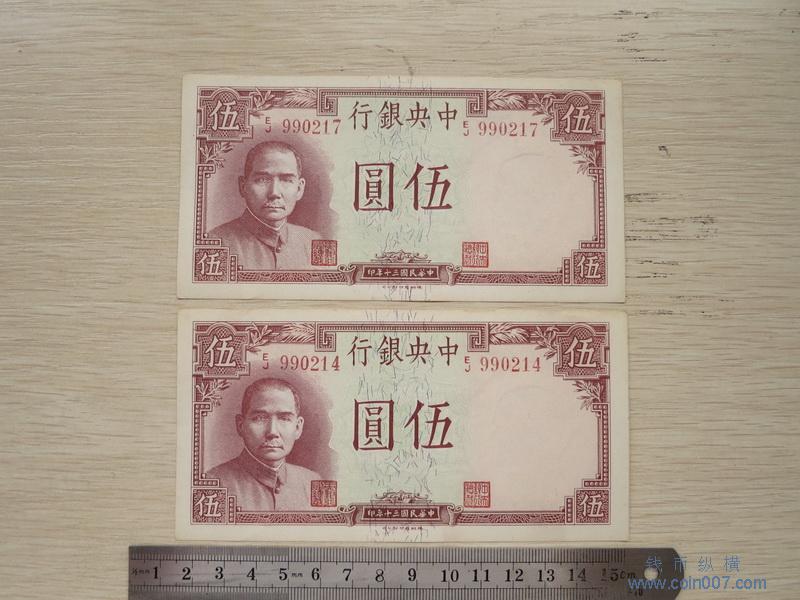 伍 E/J 990217 行銀央中 E/J 990217 伍
圓伍
伍 印年十三國民華中 伍
伍 E/J 990214 行銀央中 E/J 990214 伍
圓伍
伍 印年十三國民華中 伍
1 2 3 4 5 6 7 8 9 10 11 12 13 14 15cm
钱币纵横
www.coin007.com